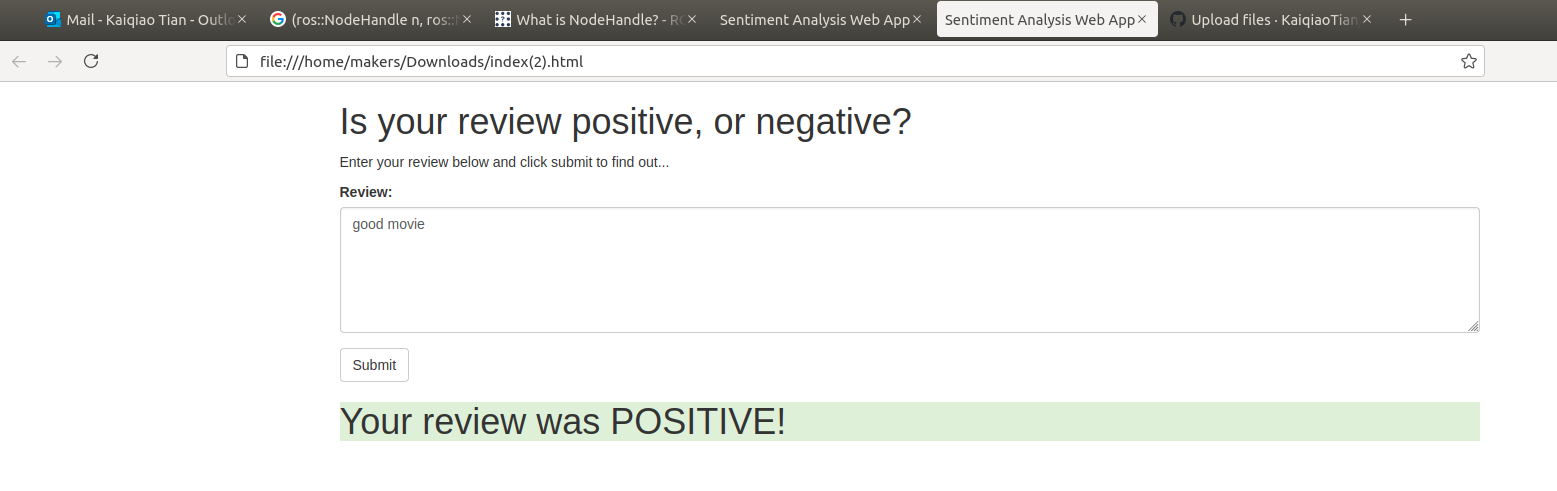 Mail - Kaiqiao Tian - Outlo
(ros::NodeHandle n, ros::
What is NodeHandle? - RO
Sentiment Analysis Web App
Sentiment Analysis Web App
Upload files · KaiqiaoTian
file:///home/makers/Downloads/index(2).html
Is your review positive, or negative?
Enter your review below and click submit to find out...
Review:
good movie
Submit
Your review was POSITIVE!